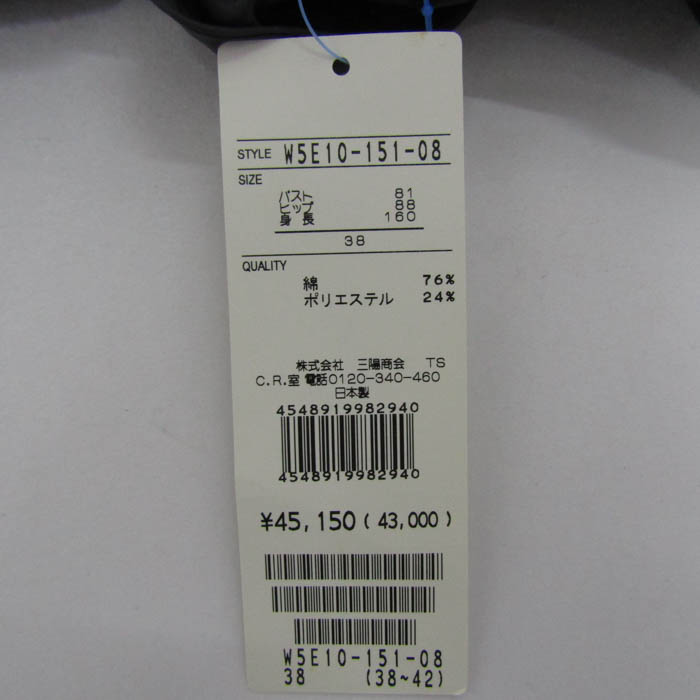 STYLE W5E10-151-08
SIZE
バスト 81
ヒップ 88
身長 160
38
QUALITY
綿 76%
ポリエステル 24%
株式会社 三陽商会 TS
C.R.室 電話0120-340-460
日本製
4548919982940
4548919982940
¥45,150(43,000)
W5E10-151-08
38 (38~42)